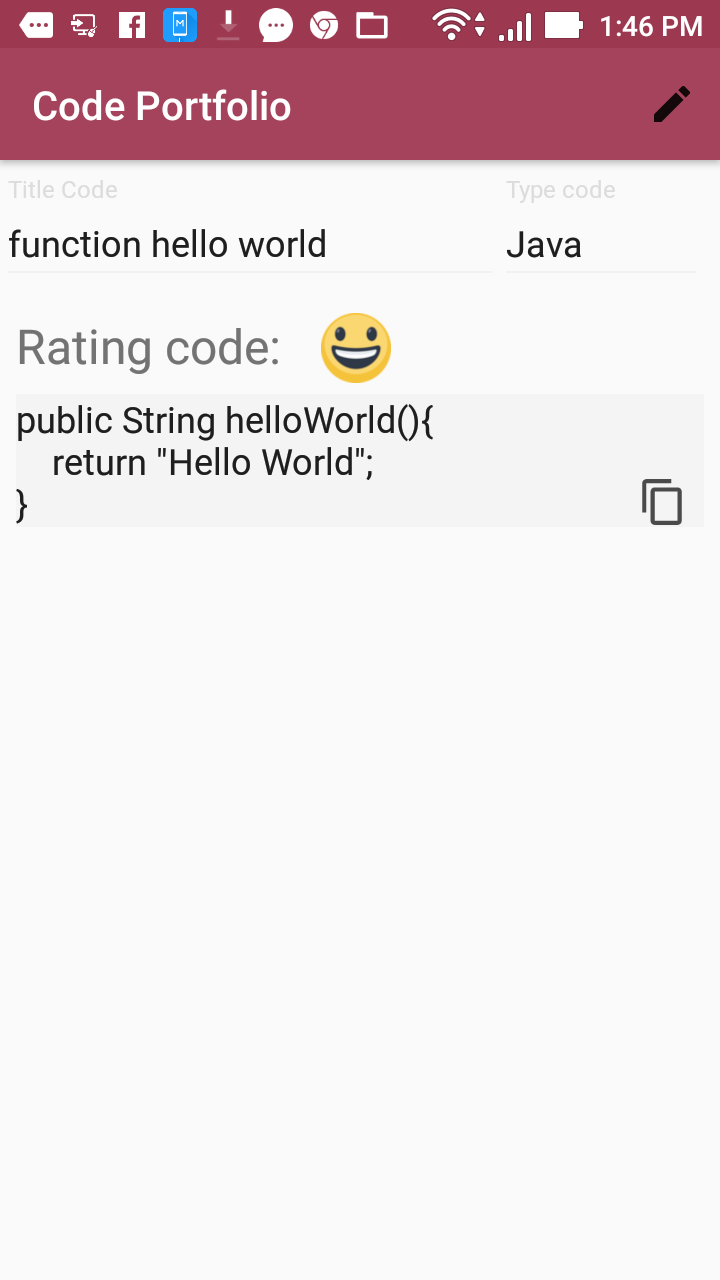 1:46 PM
Code Portfolio
Title Code
Type code
function hello world
Java
Rating code:
public String helloWorld(){
    return "Hello World";
}